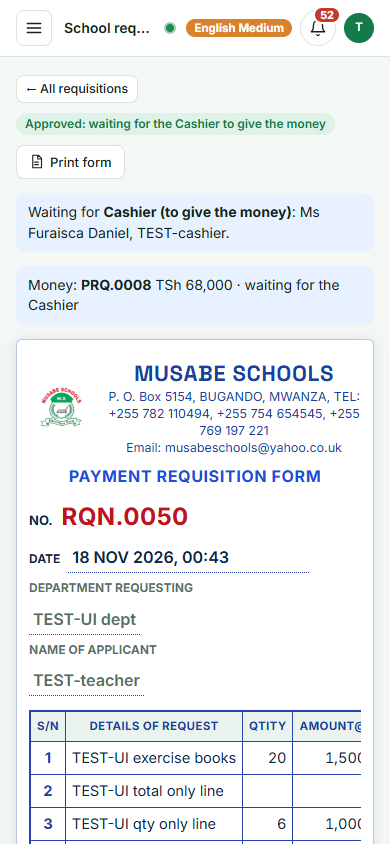 School req...
English Medium
52
T
← All requisitions
Approved: waiting for the Cashier to give the money
Print form
Waiting for Cashier (to give the money): Ms
Furaisca Daniel, TEST-cashier.
Money: PRQ.0008 TSh 68,000 · waiting for the
Cashier
MUSABE SCHOOLS
P. O. Box 5154, BUGANDO, MWANZA, TEL:
+255 782 110494, +255 754 654545, +255
769 197 221
Email: musabeschools@yahoo.co.uk
PAYMENT REQUISITION FORM
NO. RQN.0050
DATE 18 NOV 2026, 00:43
DEPARTMENT REQUESTING
TEST-UI dept
NAME OF APPLICANT
TEST-teacher
S/N DETAILS OF REQUEST QTITY AMOUNT@
1 TEST-UI exercise books 20 1,500
2 TEST-UI total only line
3 TEST-UI qty only line 6 1,000